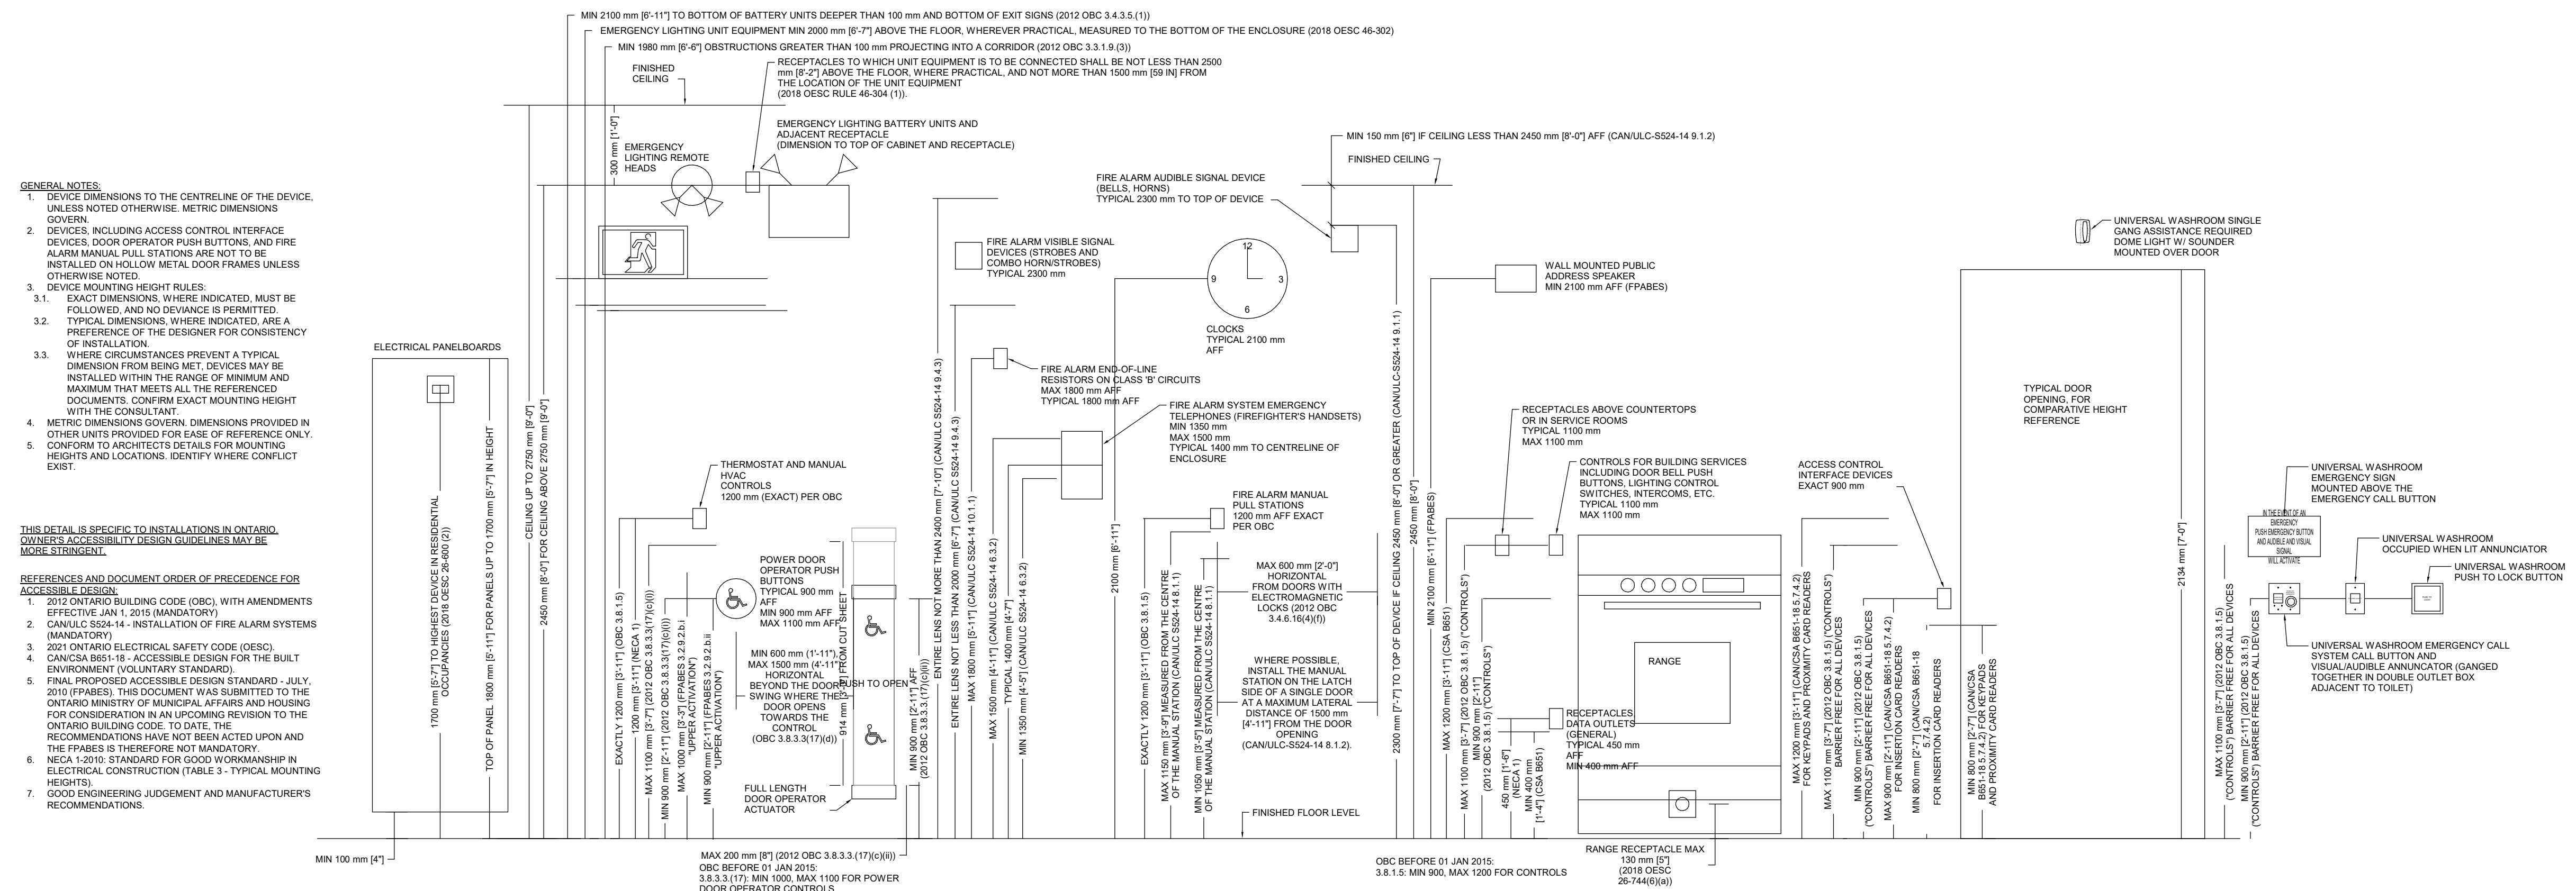 MIN 2100 mm [6'-11"] TO BOTTOM OF BATTERY UNITS DEEPER THAN 100 mm AND BOTTOM OF EXIT SIGNS (2012 OBC 3.4.3.5.(1))
EMERGENCY LIGHTING UNIT EQUIPMENT MIN 2000 mm [6'-7"] ABOVE THE FLOOR, WHEREVER PRACTICAL, MEASURED TO THE BOTTOM OF THE ENCLOSURE (2018 OESC 46-302)
MIN 1980 mm [6'-6"] OBSTRUCTIONS GREATER THAN 100 mm PROJECTING INTO A CORRIDOR (2012 OBC 3.3.1.9.(3))
FINISHED
CEILING
RECEPTACLES TO WHICH UNIT EQUIPMENT IS TO BE CONNECTED SHALL BE NOT LESS THAN 2500
mm [8'-2"] ABOVE THE FLOOR, WHERE PRACTICAL, AND NOT MORE THAN 1500 mm [59 IN] FROM
THE LOCATION OF THE UNIT EQUIPMENT
(2018 OESC RULE 46-304 (1)).
300 mm [1'-0"]
EMERGENCY
LIGHTING REMOTE
HEADS
EMERGENCY LIGHTING BATTERY UNITS AND
ADJACENT RECEPTACLE
(DIMENSION TO TOP OF CABINET AND RECEPTACLE)
GENERAL NOTES:
1. DEVICE DIMENSIONS TO THE CENTRELINE OF THE DEVICE,
UNLESS NOTED OTHERWISE. METRIC DIMENSIONS
GOVERN.
2. DEVICES, INCLUDING ACCESS CONTROL INTERFACE
DEVICES, DOOR OPERATOR PUSH BUTTONS, AND FIRE
ALARM MANUAL PULL STATIONS ARE NOT TO BE
INSTALLED ON HOLLOW METAL DOOR FRAMES UNLESS
OTHERWISE NOTED.
3. DEVICE MOUNTING HEIGHT RULES:
3.1. EXACT DIMENSIONS, WHERE INDICATED, MUST BE
FOLLOWED, AND NO DEVIANCE IS PERMITTED.
3.2. TYPICAL DIMENSIONS, WHERE INDICATED, ARE A
PREFERENCE OF THE DESIGNER FOR CONSISTENCY
OF INSTALLATION.
3.3. WHERE CIRCUMSTANCES PREVENT A TYPICAL
DIMENSION FROM BEING MET, DEVICES MAY BE
INSTALLED WITHIN THE RANGE OF MINIMUM AND
MAXIMUM THAT MEETS ALL THE REFERENCED
DOCUMENTS. CONFIRM EXACT MOUNTING HEIGHT
WITH THE CONSULTANT.
4. METRIC DIMENSIONS GOVERN. DIMENSIONS PROVIDED IN
OTHER UNITS PROVIDED FOR EASE OF REFERENCE ONLY.
5. CONFORM TO ARCHITECTS DETAILS FOR MOUNTING
HEIGHTS AND LOCATIONS. IDENTIFY WHERE CONFLICT
EXIST.
THIS DETAIL IS SPECIFIC TO INSTALLATIONS IN ONTARIO.
OWNER'S ACCESSIBILITY DESIGN GUIDELINES MAY BE
MORE STRINGENT.
REFERENCES AND DOCUMENT ORDER OF PRECEDENCE FOR
ACCESSIBLE DESIGN:
1. 2012 ONTARIO BUILDING CODE (OBC), WITH AMENDMENTS
EFFECTIVE JAN 1, 2015 (MANDATORY)
2. CAN/ULC S524-14 - INSTALLATION OF FIRE ALARM SYSTEMS
(MANDATORY)
3. 2021 ONTARIO ELECTRICAL SAFETY CODE (OESC).
4. CAN/CSA B651-18 - ACCESSIBLE DESIGN FOR THE BUILT
ENVIRONMENT (VOLUNTARY STANDARD).
5. FINAL PROPOSED ACCESSIBLE DESIGN STANDARD - JULY,
2010 (FPABES). THIS DOCUMENT WAS SUBMITTED TO THE
ONTARIO MINISTRY OF MUNICIPAL AFFAIRS AND HOUSING
FOR CONSIDERATION IN AN UPCOMING REVISION TO THE
ONTARIO BUILDING CODE. TO DATE, THE
RECOMMENDATIONS HAVE NOT BEEN ACTED UPON AND
THE FPABES IS THEREFORE NOT MANDATORY.
6. NECA 1-2010: STANDARD FOR GOOD WORKMANSHIP IN
ELECTRICAL CONSTRUCTION (TABLE 3 - TYPICAL MOUNTING
HEIGHTS).
7. GOOD ENGINEERING JUDGEMENT AND MANUFACTURER'S
RECOMMENDATIONS.
ELECTRICAL PANELBOARDS
1700 mm [5'-7"] TO HIGHEST DEVICE IN RESIDENTIAL
OCCUPANCIES (2018 OESC 26-600 (2))
TOP OF PANEL 1800 mm [5'-11"] FOR PANELS UP TO 1700 mm [5'-7"] IN HEIGHT
MIN 100 mm [4"]
CEILING UP TO 2750 mm [9'-0"]
2450 mm [8'-0"] FOR CEILING ABOVE 2750 mm [9'-0"]
THERMOSTAT AND MANUAL
HVAC
CONTROLS
1200 mm (EXACT) PER OBC
EXACTLY 1200 mm [3'-11"] (OBC 3.8.1.5)
1200 mm [3'-11"] (NECA 1)
MAX 1100 mm [3'-7"] (2012 OBC 3.8.3.3(17)(c)(i))
MIN 900 mm [2'-11"] (2012 OBC 3.8.3.3(17)(c)(i))
MAX 1000 mm [3'-3"] (FPABES 3.2.9.2.b.i
"UPPER ACTIVATION")
MIN 900 mm [2'-11"] (FPABES 3.2.9.2.b.ii
"UPPER ACTIVATION")
POWER DOOR
OPERATOR PUSH
BUTTONS
TYPICAL 900 mm
AFF
MIN 900 mm AFF
MAX 1100 mm AFF
MIN 600 mm (1'-11"),
MAX 1500 mm (4'-11")
HORIZONTAL
BEYOND THE DOOR
SWING WHERE THE
DOOR OPENS
TOWARDS THE
CONTROL
(OBC 3.8.3.3(17)(d))
FULL LENGTH
DOOR OPERATOR
ACTUATOR
PUSH TO OPEN
MIN 900 mm [2'-11"] AFF
(2012 OBC 3.8.3.3.(17)(c)(ii))
MAX 200 mm [8"] (2012 OBC 3.8.3.3.(17)(c)(ii))
OBC BEFORE 01 JAN 2015:
3.8.3.3.(17): MIN 1000, MAX 1100 FOR POWER
DOOR OPERATOR CONTROLS
ENTIRE LENS NOT MORE THAN 2400 mm [7'-10"] (CAN/ULC S524-14 9.4.3)
ENTIRE LENS NOT LESS THAN 2000 mm [6'-7"] (CAN/ULC S524-14 9.4.3)
MAX 1800 mm [5'-11"] (CAN/ULC S524-14 10.1.1)
MAX 1500 mm [4'-11"] (CAN/ULC S524-14 6.3.2)
TYPICAL 1400 mm [4'-7"]
MIN 1350 mm [4'-5"] (CAN/ULC S524-14 6.3.2)
FIRE ALARM VISIBLE SIGNAL
DEVICES (STROBES AND
COMBO HORN/STROBES)
TYPICAL 2300 mm
FIRE ALARM END-OF-LINE
RESISTORS ON CLASS 'B' CIRCUITS
MAX 1800 mm AFF
TYPICAL 1800 mm AFF
FIRE ALARM SYSTEM EMERGENCY
TELEPHONES (FIREFIGHTER'S HANDSETS)
MIN 1350 mm
MAX 1500 mm
TYPICAL 1400 mm TO CENTRELINE OF
ENCLOSURE
2100 mm [6'-11"]
12
9
3
6
CLOCKS
TYPICAL 2100 mm
AFF
FIRE ALARM AUDIBLE SIGNAL DEVICE
(BELLS, HORNS)
TYPICAL 2300 mm TO TOP OF DEVICE
MIN 150 mm [6"] IF CEILING LESS THAN 2450 mm [8'-0"] AFF (CAN/ULC-S524-14 9.1.2)
FINISHED CEILING
FIRE ALARM MANUAL
PULL STATIONS
1200 mm AFF EXACT
PER OBC
EXACTLY 1200 mm [3'-11"] (OBC 3.8.1.5)
MAX 1150 mm [3'-9"] MEASURED FROM THE CENTRE
OF THE MANUAL STATION (CAN/ULC S524-14 8.1.1)
MIN 1050 mm [3'-5"] MEASURED FROM THE CENTRE
OF THE MANUAL STATION (CAN/ULC S524-14 8.1.1)
MAX 600 mm [2'-0"]
HORIZONTAL
FROM DOORS WITH
ELECTROMAGNETIC
LOCKS (2012 OBC
3.4.6.16(4)(f))
WHERE POSSIBLE,
INSTALL THE MANUAL
STATION ON THE LATCH
SIDE OF A SINGLE DOOR
AT A MAXIMUM LATERAL
DISTANCE OF 1500 mm
[4'-11"] FROM THE DOOR
OPENING
(CAN/ULC-S524-14 8.1.2).
FINISHED FLOOR LEVEL
2300 mm [7'-7"] TO TOP OF DEVICE IF CEILING 2450 mm [8'-0"] OR GREATER (CAN/ULC-S524-14 9.1.1)
2450 mm [8'-0"]
MIN 2100 mm [6'-11"] (FPABES)
WALL MOUNTED PUBLIC
ADDRESS SPEAKER
MIN 2100 mm AFF (FPABES)
RECEPTACLES ABOVE COUNTERTOPS
OR IN SERVICE ROOMS
TYPICAL 1100 mm
MAX 1100 mm
CONTROLS FOR BUILDING SERVICES
INCLUDING DOOR BELL PUSH
BUTTONS, LIGHTING CONTROL
SWITCHES, INTERCOMS, ETC.
TYPICAL 1100 mm
MAX 1100 mm
MAX 1200 mm [3'-11"] (CSA B651)
MAX 1100 mm [3'-7"] (2012 OBC 3.8.1.5) ("CONTROLS")
MIN 900 mm [2'-11"]
(2012 OBC 3.8.1.5) ("CONTROLS")
450 mm [1'-6"]
(NECA 1)
MIN 400 mm
[1'-4"] (CSA B651)
RECEPTACLES,
DATA OUTLETS
(GENERAL)
TYPICAL 450 mm
AFF
MIN 400 mm AFF
OBC BEFORE 01 JAN 2015:
3.8.1.5: MIN 900, MAX 1200 FOR CONTROLS
RANGE
RANGE RECEPTACLE MAX
130 mm [5"]
(2018 OESC
26-744(6)(a))
ACCESS CONTROL
INTERFACE DEVICES
EXACT 900 mm
MAX 1200 mm [3'-11"] (CAN/CSA B651-18 5.7.4.2)
FOR KEYPADS AND PROXIMITY CARD READERS
MAX 1100 mm [3'-7"] (2012 OBC 3.8.1.5) ("CONTROLS")
BARRIER FREE FOR ALL DEVICES
MIN 900 mm [2'-11"] (2012 OBC 3.8.1.5)
("CONTROLS") BARRIER FREE FOR ALL DEVICES
MAX 900 mm [2'-11"] (CAN/CSA B651-18 5.7.4.2)
FOR INSERTION CARD READERS
MIN 800 mm [2'-7"] (CAN/CSA B651-18
5.7.4.2)
FOR INSERTION CARD READERS
MIN 800 mm [2'-7"] (CAN/CSA
B651-18 5.7.4.2) FOR KEYPADS
AND PROXIMITY CARD READERS
TYPICAL DOOR
OPENING, FOR
COMPARATIVE HEIGHT
REFERENCE
2134 mm [7'-0"]
UNIVERSAL WASHROOM SINGLE
GANG ASSISTANCE REQUIRED
DOME LIGHT W/ SOUNDER
MOUNTED OVER DOOR
MAX 1100 mm [3'-7"] (2012 OBC 3.8.1.5)
("CONTROLS") BARRIER FREE FOR ALL DEVICES
MIN 900 mm [2'-11"] (2012 OBC 3.8.1.5)
("CONTROLS") BARRIER FREE FOR ALL DEVICES
UNIVERSAL WASHROOM
EMERGENCY SIGN
MOUNTED ABOVE THE
EMERGENCY CALL BUTTON
IN THE EVENT OF AN
EMERGENCY
PUSH EMERGENCY BUTTON
AND AUDIBLE AND VISUAL
SIGNAL
WILL ACTIVATE
UNIVERSAL WASHROOM
OCCUPIED WHEN LIT ANNUNCIATOR
UNIVERSAL WASHROOM
PUSH TO LOCK BUTTON
UNIVERSAL WASHROOM EMERGENCY CALL
SYSTEM CALL BUTTON AND
VISUAL/AUDIBLE ANNUNCATOR (GANGED
TOGETHER IN DOUBLE OUTLET BOX
ADJACENT TO TOILET)